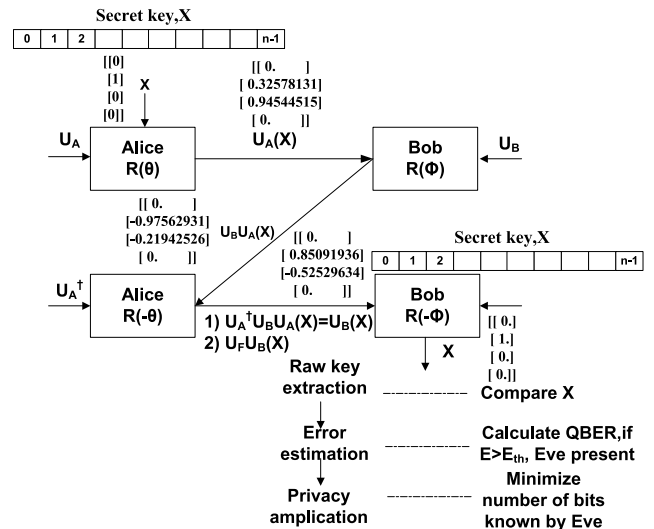 Secret key,X
0 1 2 n-1
[[0]
[1]
[0]
[0]]
X
[[ 0. ]
[ 0.32578131]
[ 0.94544515]
[ 0. ]]
U_A
Alice
R(θ)
U_A(X)
Bob
R(Φ)
U_B
[[ 0. ]
[-0.97562931]
[-0.21942526]
[ 0. ]]
U_BU_A(X)
[[ 0. ]
[ 0.85091936]
[-0.52529634]
[ 0. ]]
Secret key,X
0 1 2 n-1
U_A†
Alice
R(-θ)
Bob
R(-Φ)
1) U_A†U_BU_A(X)=U_B(X)
2) U_FU_B(X)
[[ 0.]
[ 1.]
[ 0.]
[ 0.]]
X
Raw key
extraction
Compare X
Error
estimation
Calculate QBER,if
E>E_th, Eve present
Privacy
amplication
Minimize
number of bits
known by Eve